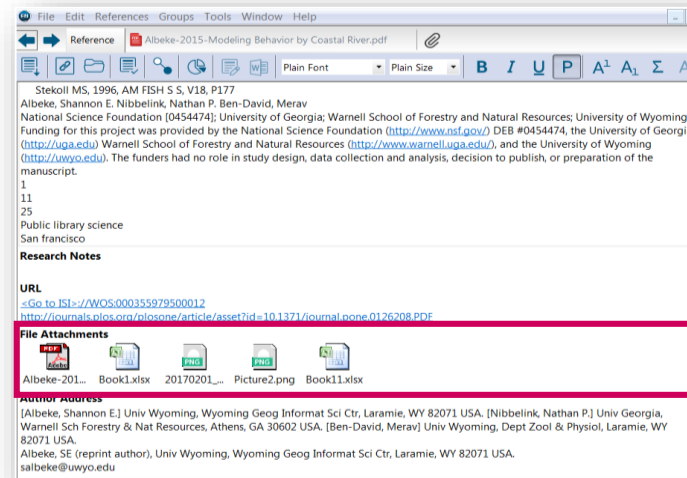 File Edit References Groups Tools Window Help
Reference Albeke-2015-Modeling Behavior by Coastal River.pdf
Plain Font Plain Size B I U P A¹ A₁ Σ
Stekoll MS, 1996, AM FISH S S, V18, P177
Albeke, Shannon E. Nibbelink, Nathan P. Ben-David, Merav
National Science Foundation [0454474]; University of Georgia; Warnell School of Forestry and Natural Resources; University of Wyoming
Funding for this project was provided by the National Science Foundation (http://www.nsf.gov/) DEB #0454474, the University of Georgi
(http://uga.edu) Warnell School of Forestry and Natural Resources (http://www.warnell.uga.edu/), and the University of Wyoming
(http://uwyo.edu). The funders had no role in study design, data collection and analysis, decision to publish, or preparation of the
manuscript.
1
11
25
Public library science
San francisco
Research Notes
URL
<Go to ISI>://WOS:000355979500012
http://journals.plos.org/plosone/article/asset?id=10.1371/journal.pone.0126208.PDF
File Attachments
PDF Adobe PNG PNG
Albeke-201... Book1.xlsx 20170201_... Picture2.png Book11.xlsx
Author Address
[Albeke, Shannon E.] Univ Wyoming, Wyoming Geog Informat Sci Ctr, Laramie, WY 82071 USA. [Nibbelink, Nathan P.] Univ Georgia,
Warnell Sch Forestry & Nat Resources, Athens, GA 30602 USA. [Ben-David, Merav] Univ Wyoming, Dept Zool & Physiol, Laramie, WY
82071 USA.
Albeke, SE (reprint author), Univ Wyoming, Wyoming Geog Informat Sci Ctr, Laramie, WY 82071 USA.
salbeke@uwyo.edu